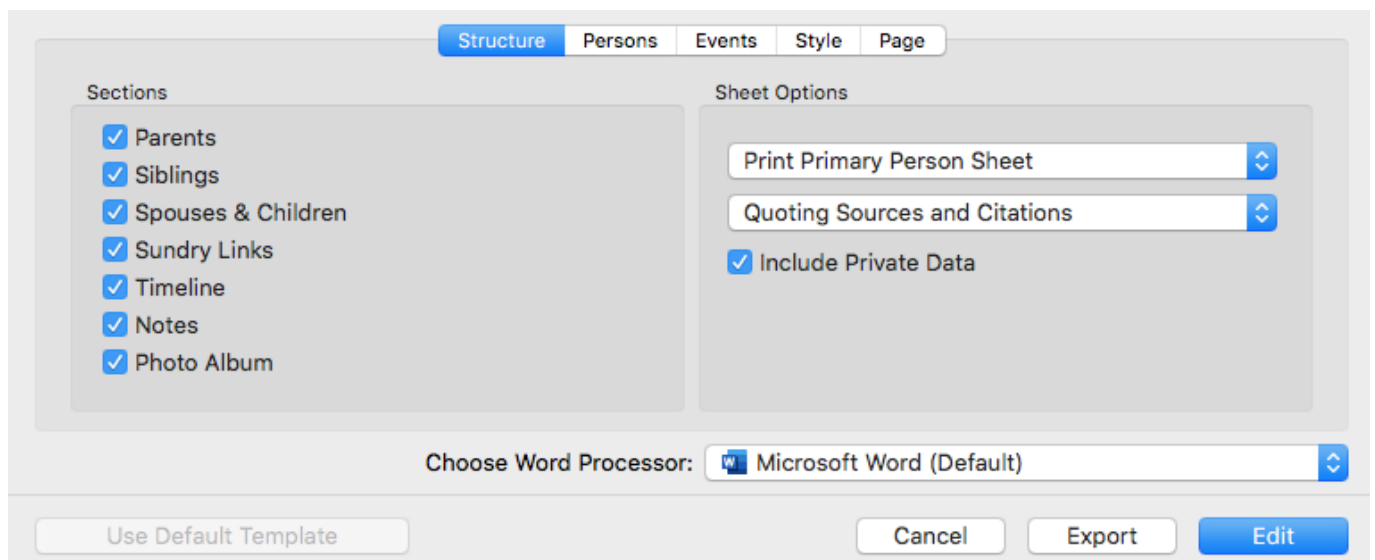 Structure Persons Events Style Page
Sections
Parents
Siblings
Spouses & Children
Sundry Links
Timeline
Notes
Photo Album
Sheet Options
Print Primary Person Sheet
Quoting Sources and Citations
Include Private Data
Choose Word Processor: Microsoft Word (Default)
Use Default Template Cancel Export Edit